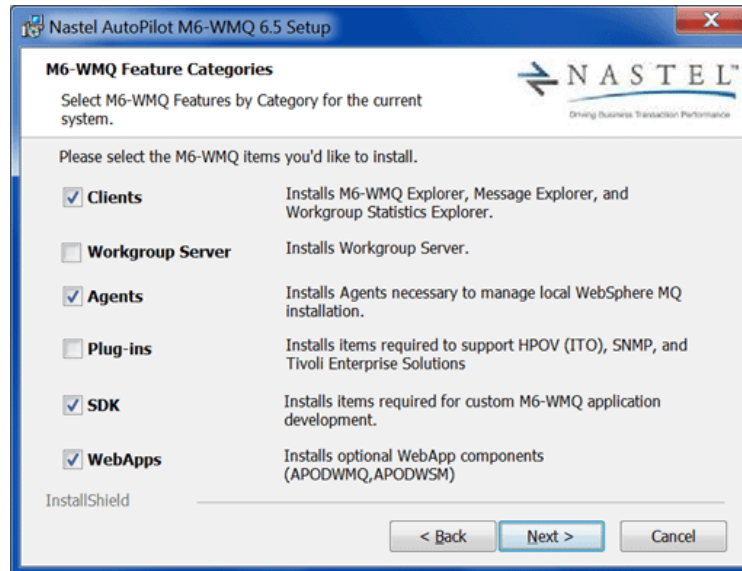 Nastel AutoPilot M6-WMQ 6.5 Setup
M6-WMQ Feature Categories
Select M6-WMQ Features by Category for the current
system.
NASTEL
Driving Business Transaction Performance
Please select the M6-WMQ items you'd like to install.
Clients
Installs M6-WMQ Explorer, Message Explorer, and
Workgroup Statistics Explorer.
Workgroup Server
Installs Workgroup Server.
Agents
Installs Agents necessary to manage local WebSphere MQ
installation.
Plug-ins
Installs items required to support HPOV (ITO), SNMP, and
Tivoli Enterprise Solutions
SDK
Installs items required for custom M6-WMQ application
development.
WebApps
Installs optional WebApp components
(APODWMQ,APODWSM)
InstallShield
< Back
Next >
Cancel